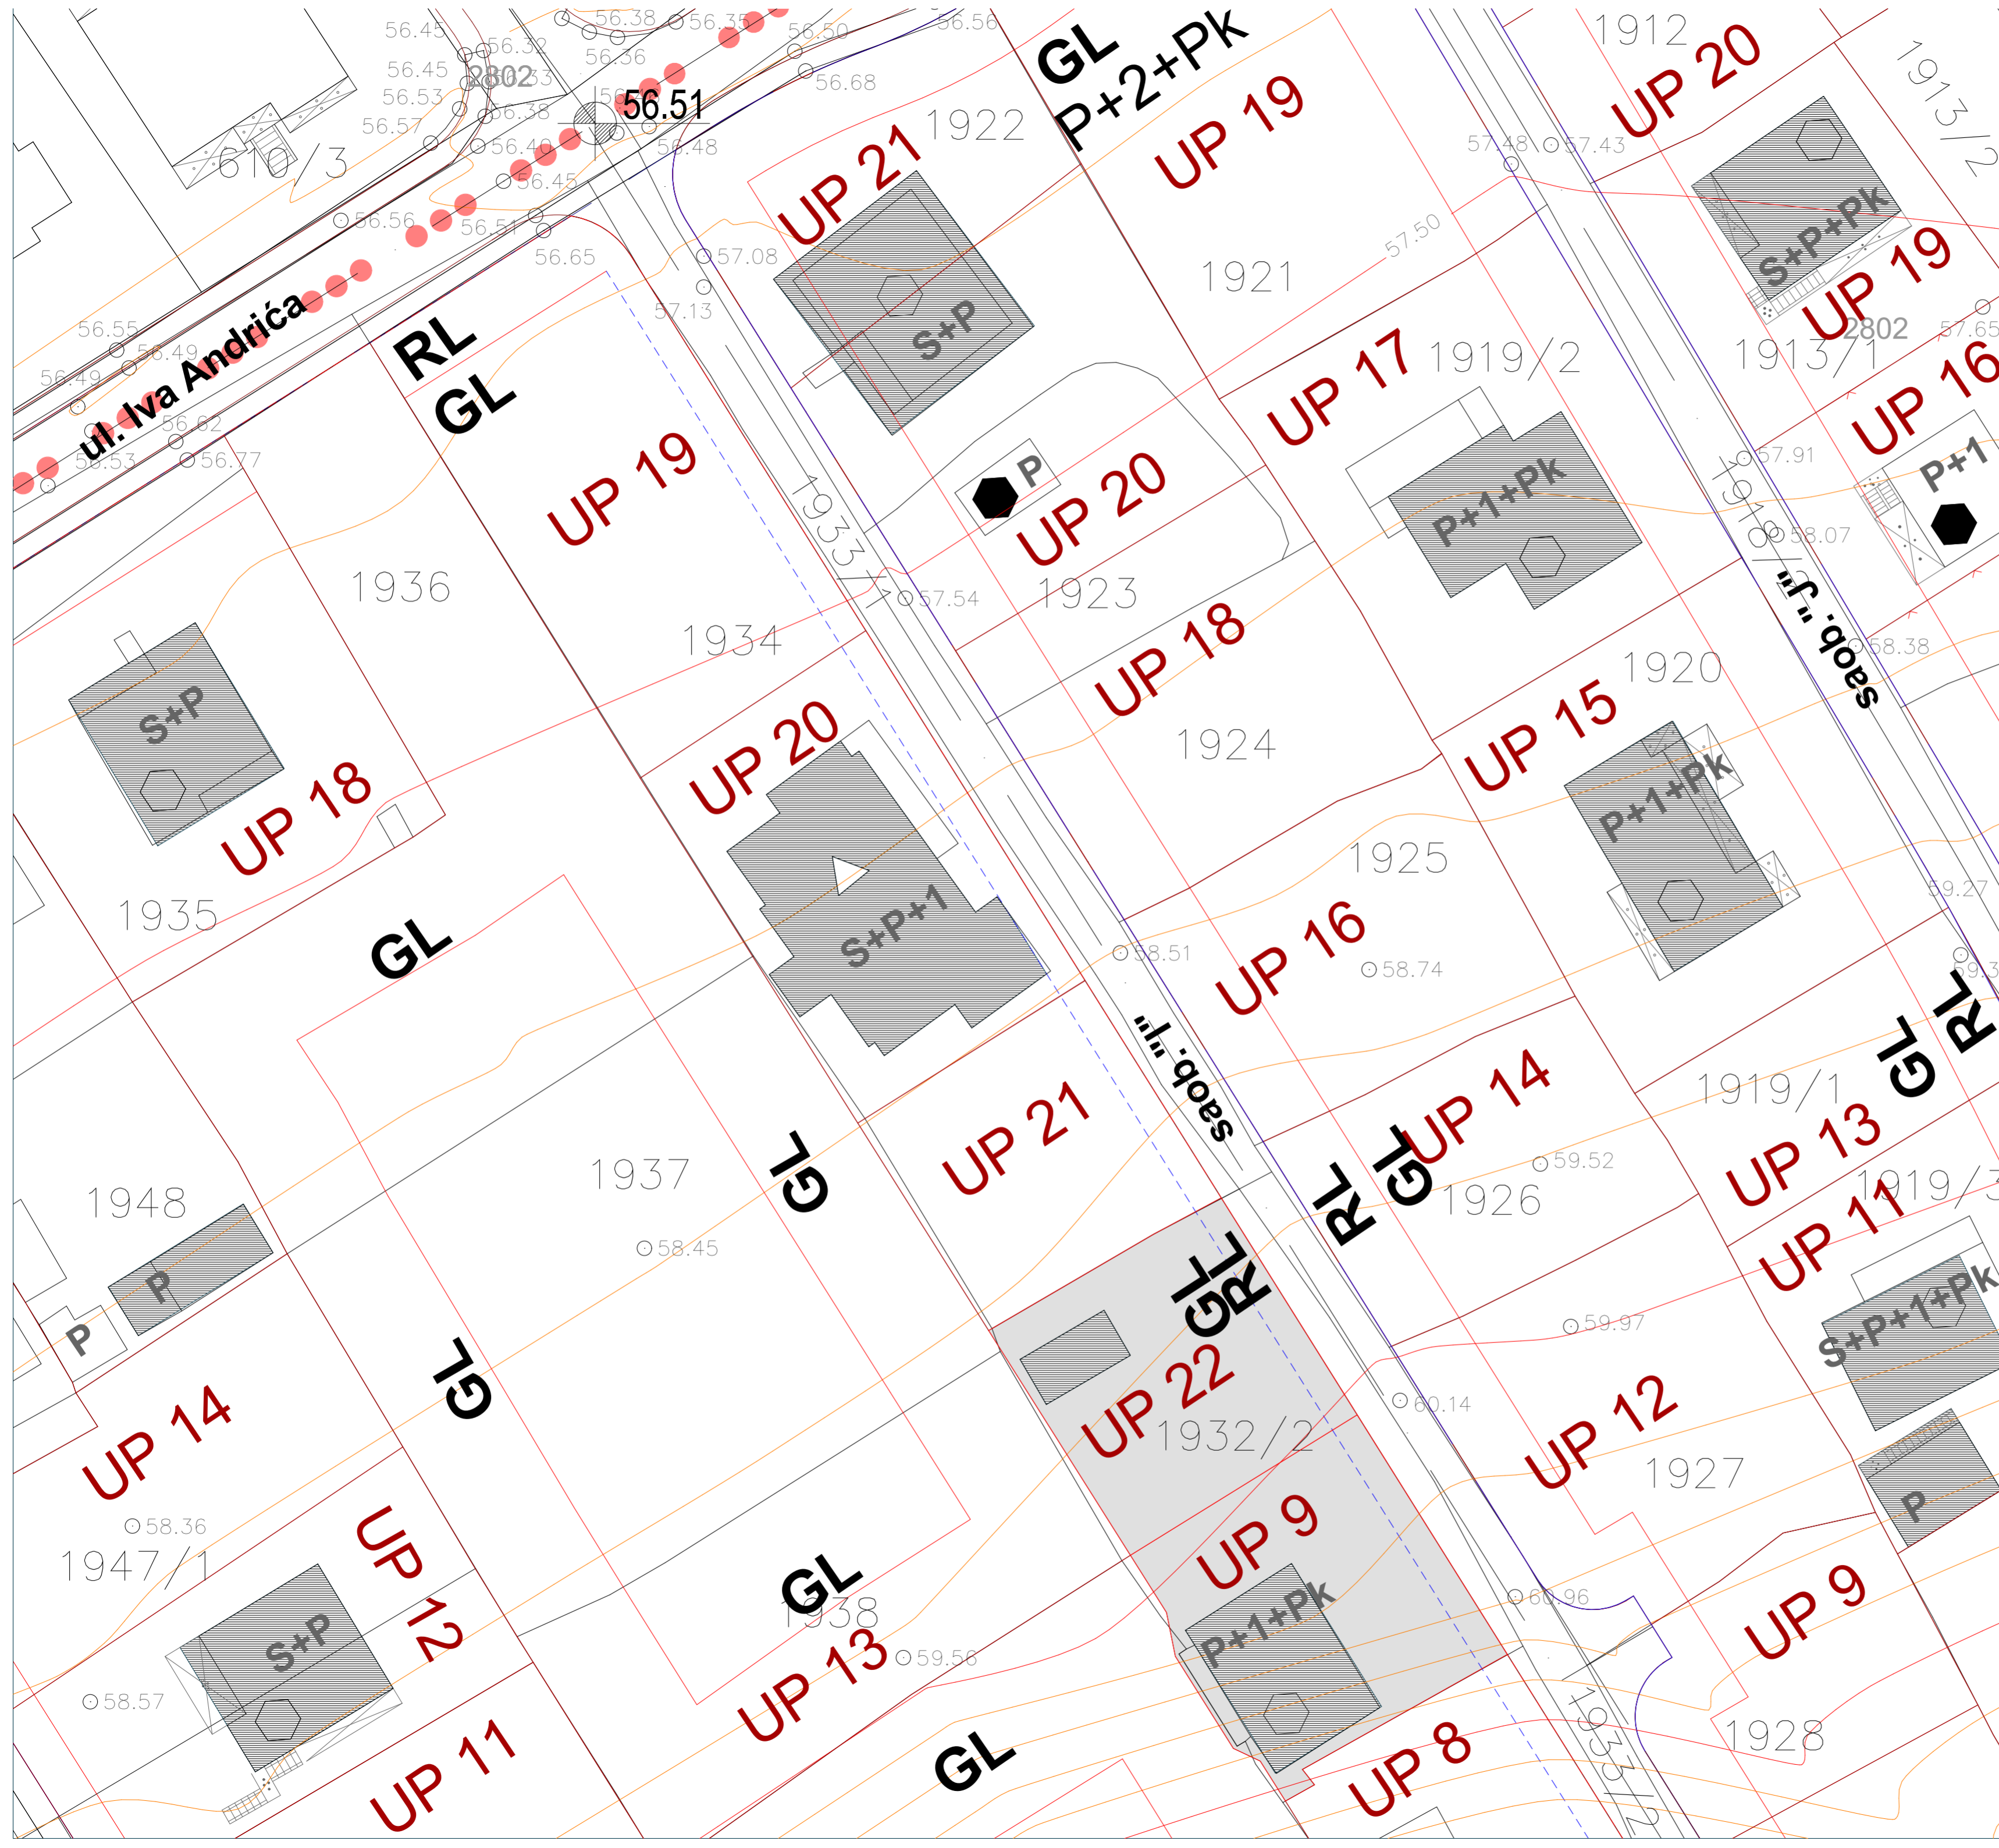 56.45
56.38
56.35
56.50
56.56
GL
P+2+Pk
1912
UP 20
1913/2
56.32
56.36
56.45
2802
56.68
UP 19
56.53
56.38
56.51
1922
56.57
56.48
57.48
57.43
610/3
56.45
UP 21
S+P+Pk
56.56
56.51
57.50
UP 19
56.65
57.08
1921
57.13
S+P
2802
57.65
56.55
56.49
ul. Iva Andrića
RL
GL
UP 17
1919/2
1913/1
UP 16
56.49
56.62
56.53
56.77
UP 19
P
UP 20
P+1+Pk
57.91
P+1
1933/1
58.07
1936
57.54
1923
saob. "J"
1934
UP 18
58.38
1920
S+P
UP 20
1924
UP 15
P+1+Pk
UP 18
1925
1935
S+P+1
59.27
GL
58.51
58.74
UP 16
RL
GL
saob. "I"
1919/1
UP 14
UP 21
UP 13
GL
1937
59.52
1948
RL
GL
1926
1919/3
UP 11
58.45
P
GL
RL
P
59.97
S+P+1+Pk
GL
UP 22
60.14
UP 14
1932/2
UP 12
1927
P
58.36
1947/1
UP 12
UP 9
GL
1938
P+1+Pk
60.96
UP 9
S+P
UP 13
59.56
58.57
1933/2
1928
UP 11
GL
UP 8